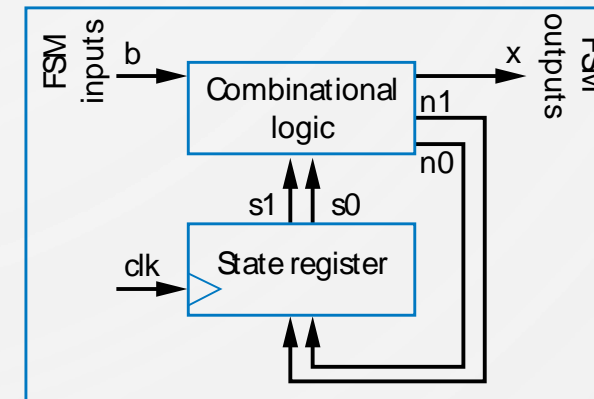 FSM
inputs
b
Combinational
logic
x
FSM
outputs
n1
n0
s1
s0
clk
State register